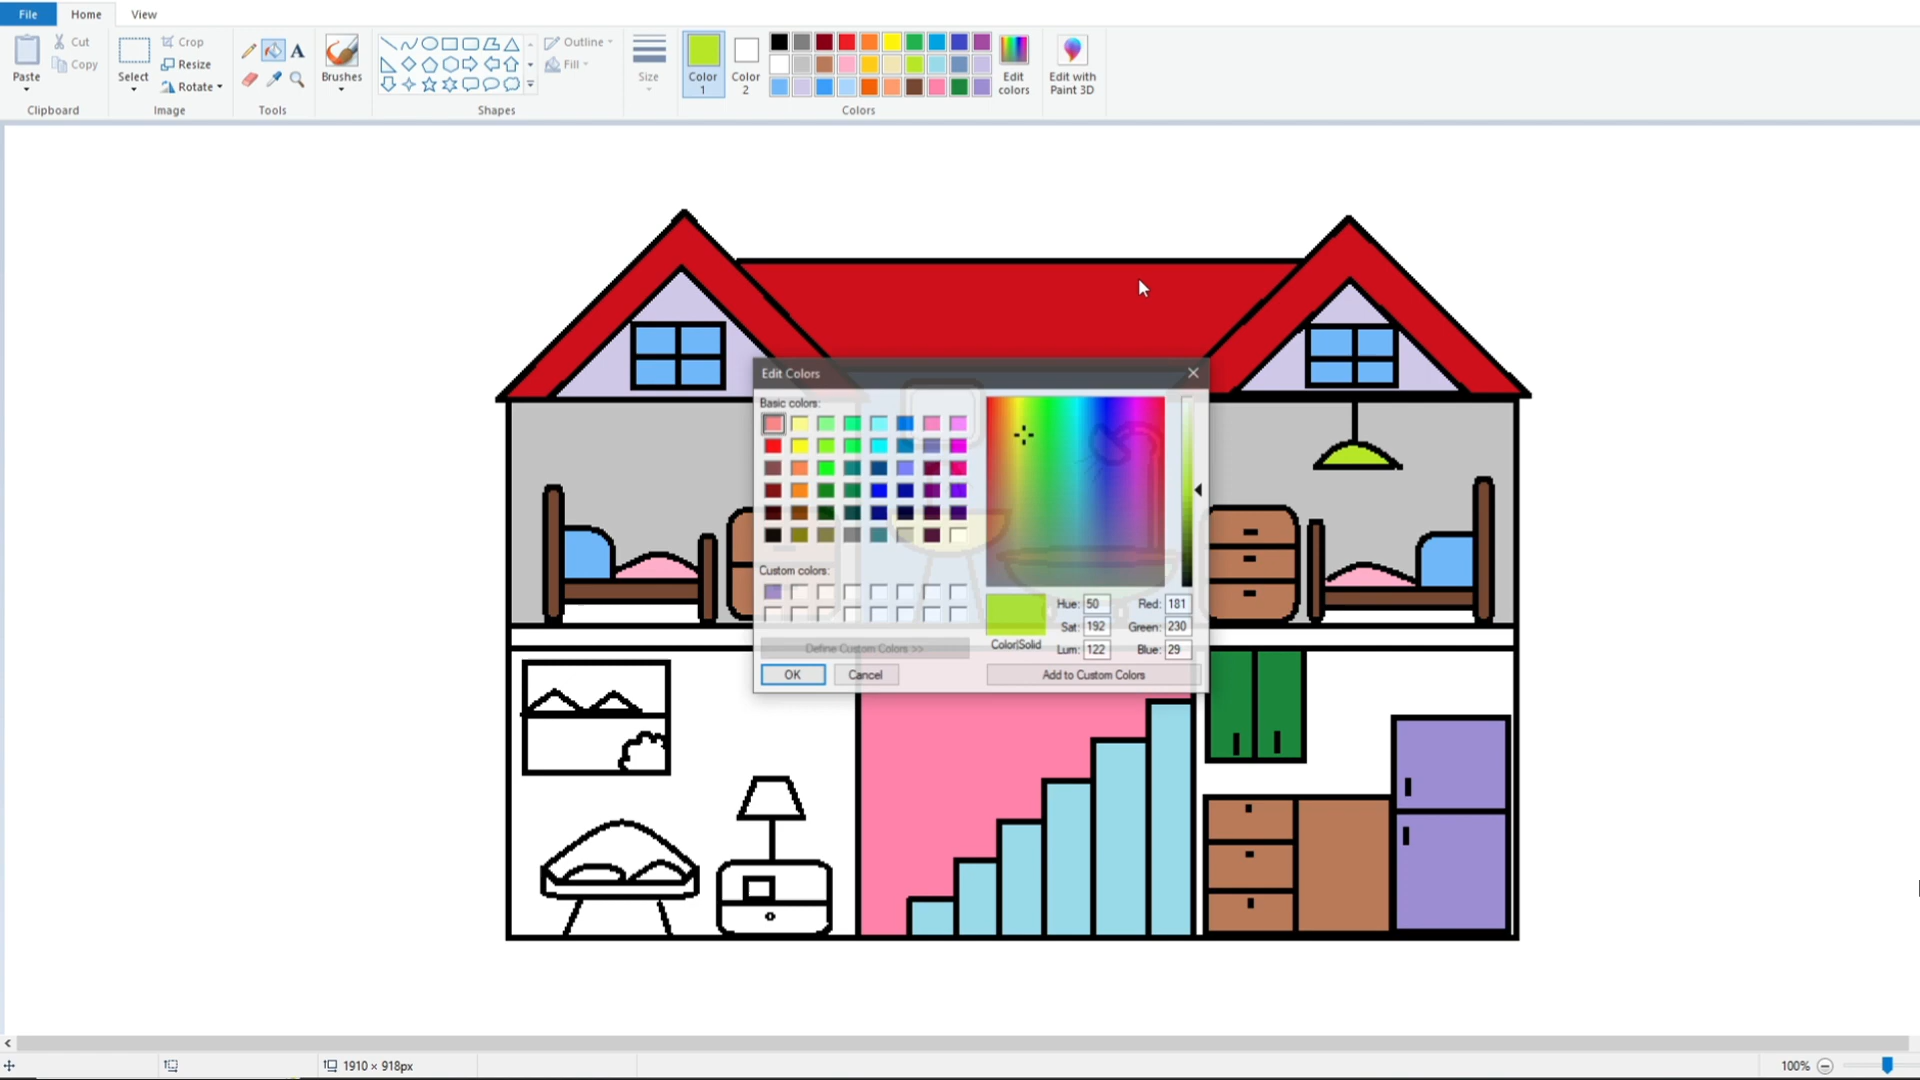 File Home View
Paste
Cut
Copy
Clipboard
Select
Crop
Resize
Rotate
Image
A
Tools
Brushes
Shapes
Outline
Fill
Size
Color
1
Color
2
Edit
colors
Colors
Edit with
Paint 3D
Edit Colors
Basic colors:
Custom colors:
Define Custom Colors >>
OK Cancel
Color|Solid
Hue: 50 Red: 181
Sat: 192 Green: 230
Lum: 122 Blue: 29
Add to Custom Colors
1910 × 918px
100%